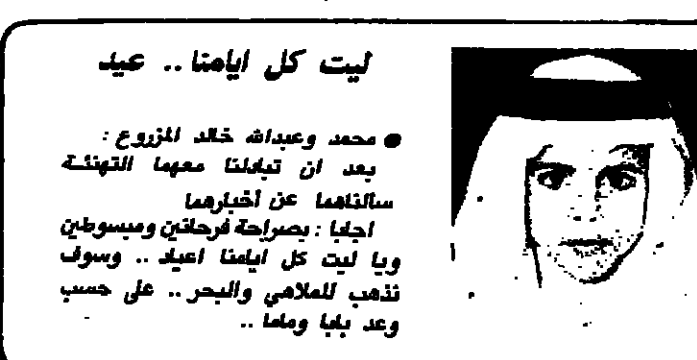 ليت كل ايامنا .. عيد
● محمد وعبدالله خالد المزروع :
بعد ان تبادلنا معهما التهنئة
سألناهما عن أخبارهما
اجابا : بصراحة فرحانين ومبسوطين
ويا ليت كل ايامنا اعياد .. وسوف
نذهب للملاهي والبحر .. على حسب
وعد بابا وماما ..